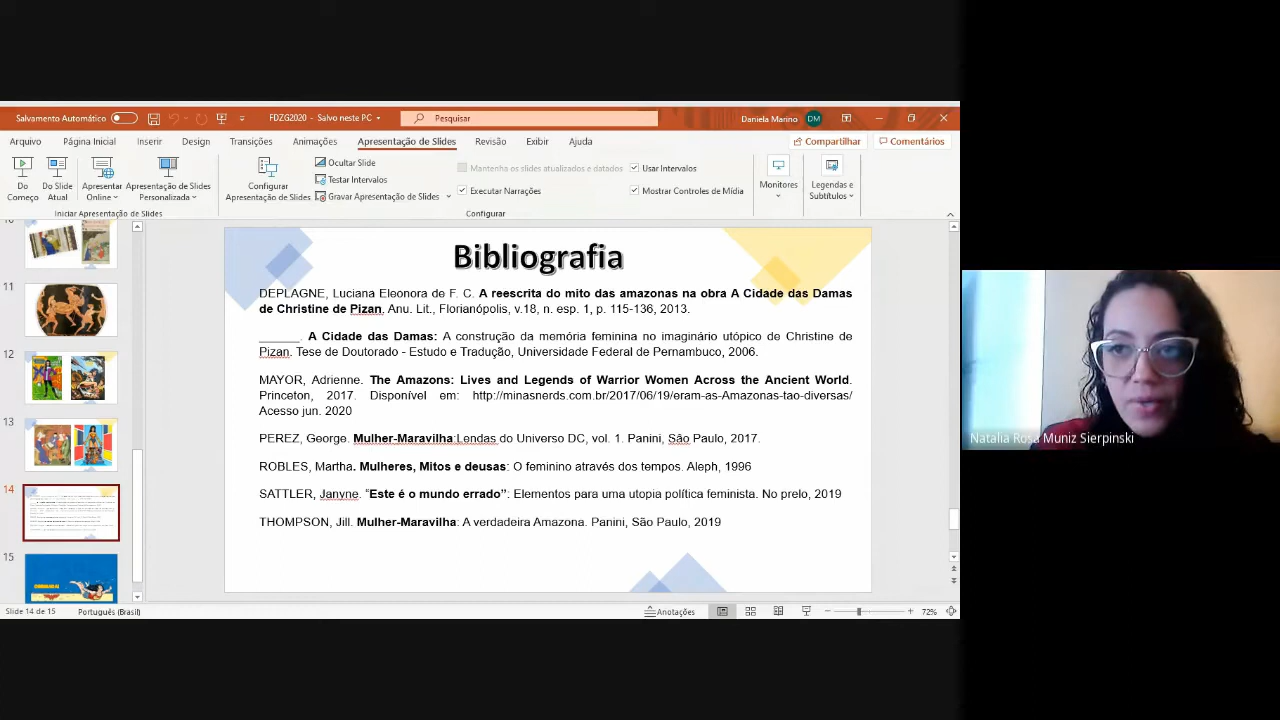 Salvamento Automático
FDZG2020 - Salvo neste PC
Pesquisar
Daniela Marino
DM
Arquivo
Página Inicial
Inserir
Design
Transições
Animações
Apresentação de Slides
Revisão
Exibir
Ajuda
Compartilhar
Comentários
Do Começo
Do Slide Atual
Apresentar Online
Apresentação de Slides Personalizada
Iniciar Apresentação de Slides
Configurar Apresentação de Slides
Ocultar Slide
Testar Intervalos
Gravar Apresentação de Slides
Mantenha os slides atualizados e datados
Executar Narrações
Usar Intervalos
Mostrar Controles de Mídia
Configurar
Monitores
Legendas e Subtítulos
11
12
13
14
15
Bibliografia
DEPLAGNE, Luciana Eleonora de F. C. A reescrita do mito das amazonas na obra A Cidade das Damas
de Christine de Pizan. Anu. Lit., Florianópolis, v.18, n. esp. 1, p. 115-136, 2013.
______. A Cidade das Damas: A construção da memória feminina no imaginário utópico de Christine de
Pizan. Tese de Doutorado - Estudo e Tradução, Universidade Federal de Pernambuco, 2006.
MAYOR, Adrienne. The Amazons: Lives and Legends of Warrior Women Across the Ancient World.
Princeton, 2017. Disponível em: http://minasnerds.com.br/2017/06/19/eram-as-Amazonas-tao-diversas/
Acesso jun. 2020
PEREZ, George. Mulher-Maravilha:Lendas do Universo DC, vol. 1. Panini, São Paulo, 2017.
ROBLES, Martha. Mulheres, Mitos e deusas: O feminino através dos tempos. Aleph, 1996
SATTLER, Janyne. “Este é o mundo errado”: Elementos para uma utopia política feminista. No prelo, 2019
THOMPSON, Jill. Mulher-Maravilha: A verdadeira Amazona. Panini, São Paulo, 2019
Natalia Rosa Muniz Sierpinski
Slide 14 de 15
Português (Brasil)
Anotações
72%